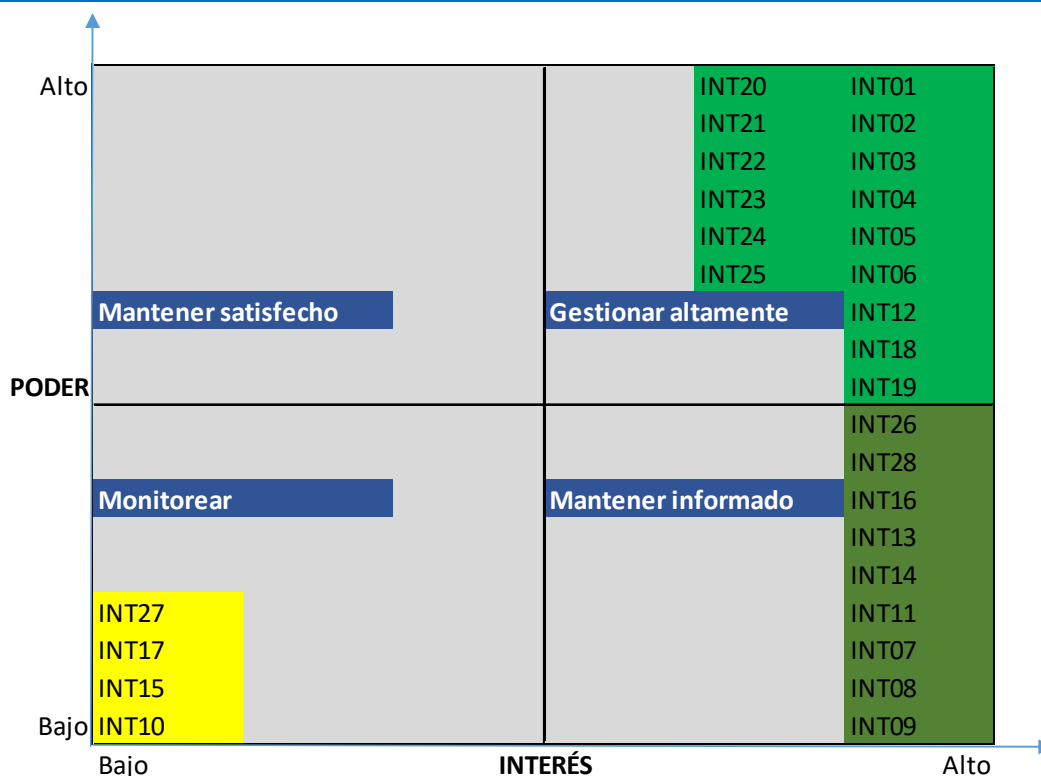 Alto INT20 INT01
INT21 INT02
INT22 INT03
INT23 INT04
INT24 INT05
INT25 INT06
Mantener satisfecho Gestionar altamente INT12
INT18
PODER INT19
INT26
INT28
Monitorear Mantener informado INT16
INT13
INT14
INT27 INT11
INT17 INT07
INT15 INT08
Bajo INT10 INT09
Bajo INTERÉS Alto